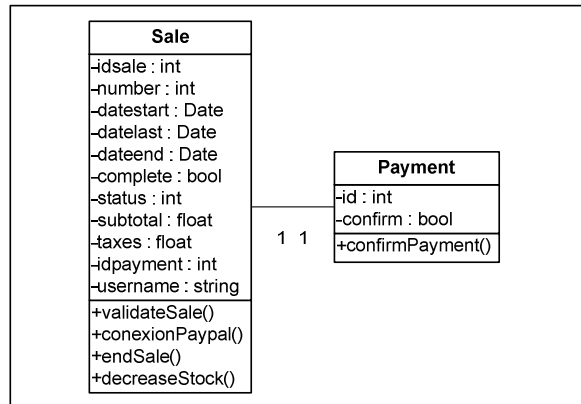 Sale
-idsale : int
-number : int
-datestart : Date
-datelast : Date
-dateend : Date
-complete : bool
-status : int
-subtotal : float
-taxes : float
-idpayment : int
-username : string
+validateSale()
+conexionPaypal()
+endSale()
+decreaseStock()
1 1
Payment
-id : int
-confirm : bool
+confirmPayment()